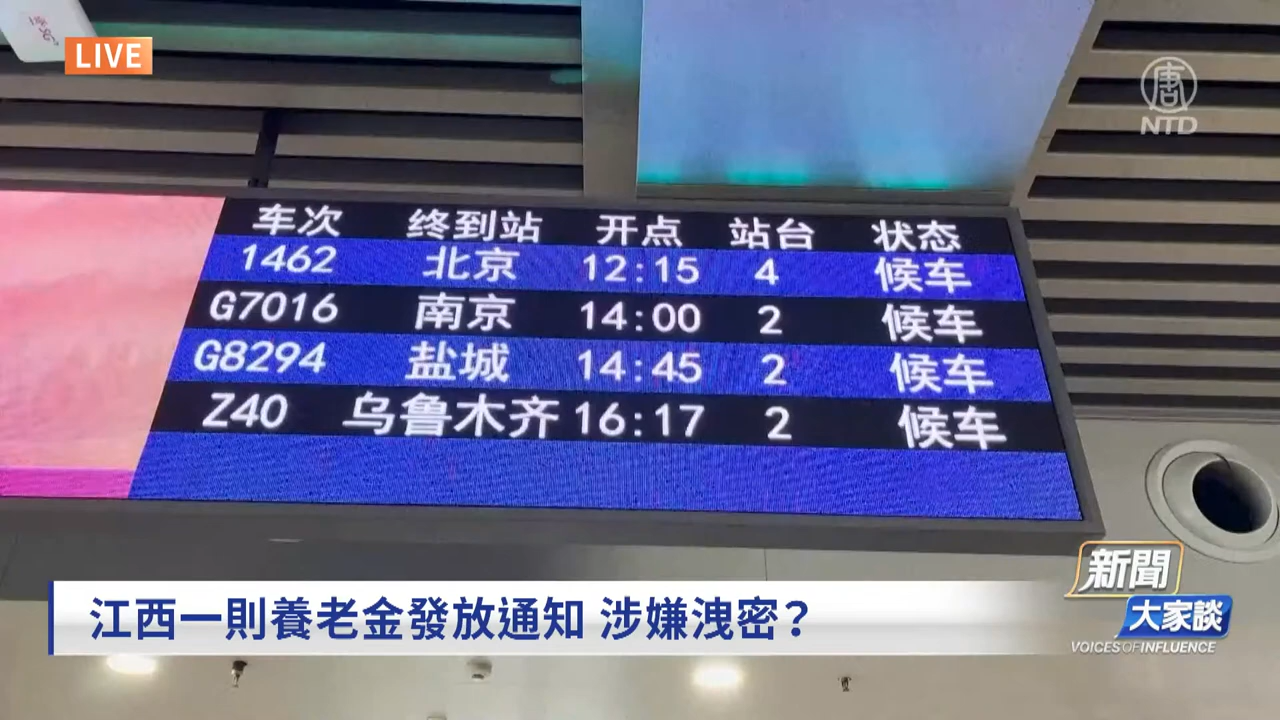 LIVE
唐
NTD
车次 终到站 开点 站台 状态
1462 北京 12:15 4 候车
G7016 南京 14:00 2 候车
G8294 盐城 14:45 2 候车
Z40 乌鲁木齐 16:17 2 候车
新聞
大家談
VOICES OF INFLUENCE
江西一則養老金發放通知 涉嫌洩密？